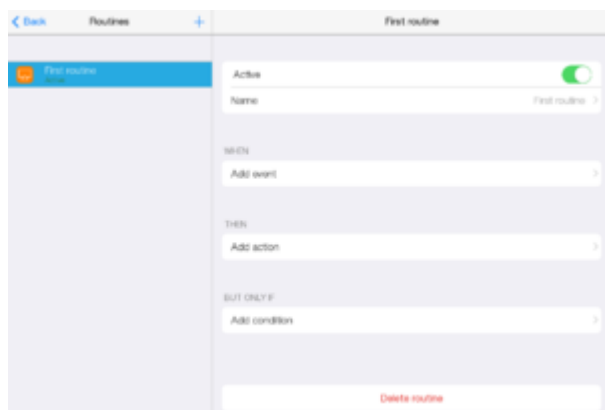 Back Routines +
First routine
First routine
Active
Name First routine
WHEN
Add event
THEN
Add action
BUT ONLY IF
Add condition
Delete routine